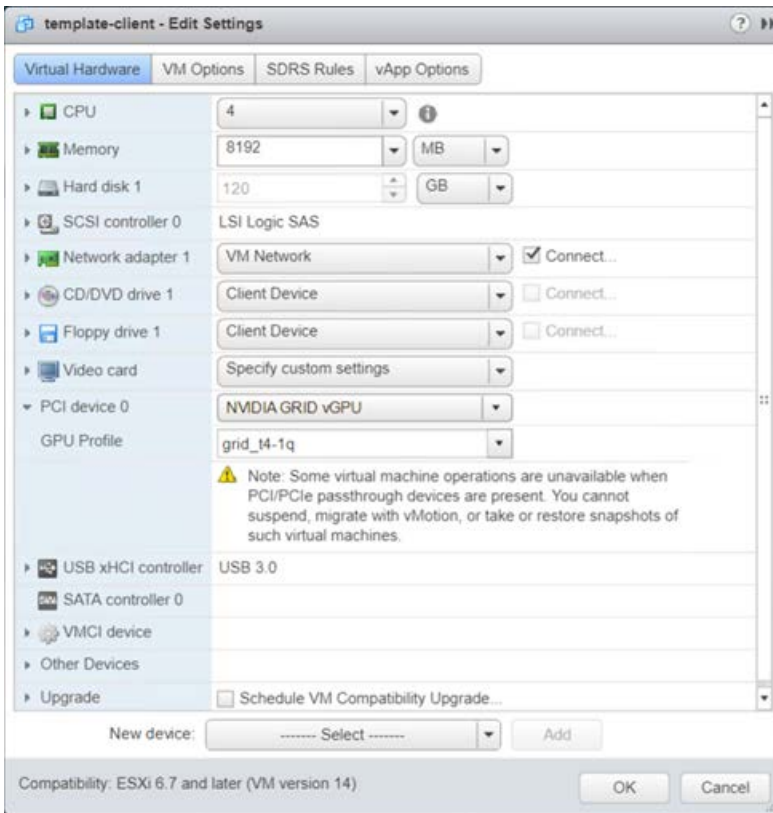 template-client - Edit Settings
Virtual Hardware VM Options SDRS Rules vApp Options
CPU 4
Memory 8192 MB
Hard disk 1 120 GB
SCSI controller 0 LSI Logic SAS
Network adapter 1 VM Network Connect...
CD/DVD drive 1 Client Device Connect...
Floppy drive 1 Client Device Connect...
Video card Specify custom settings
PCI device 0 NVIDIA GRID vGPU
GPU Profile grid_t4-1q
Note: Some virtual machine operations are unavailable when
PCI/PCIe passthrough devices are present. You cannot
suspend, migrate with vMotion, or take or restore snapshots of
such virtual machines.
USB xHCI controller USB 3.0
SATA controller 0
VMCI device
Other Devices
Upgrade Schedule VM Compatibility Upgrade...
New device: ------- Select ------- Add
Compatibility: ESXi 6.7 and later (VM version 14) OK Cancel